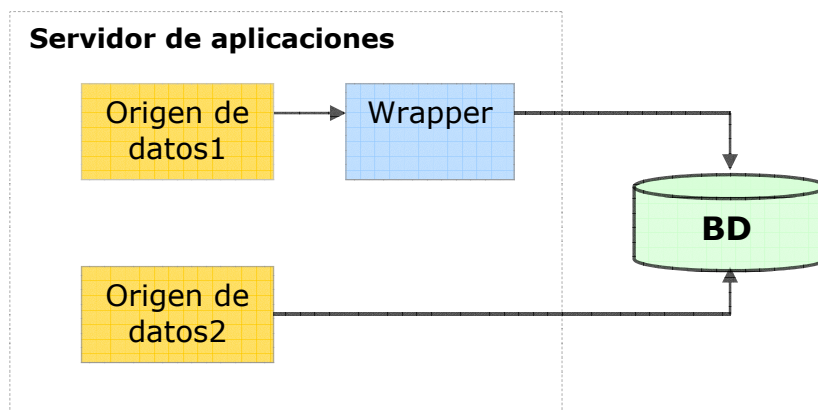 Servidor de aplicaciones
Origen de
datos1
Wrapper
BD
Origen de
datos2